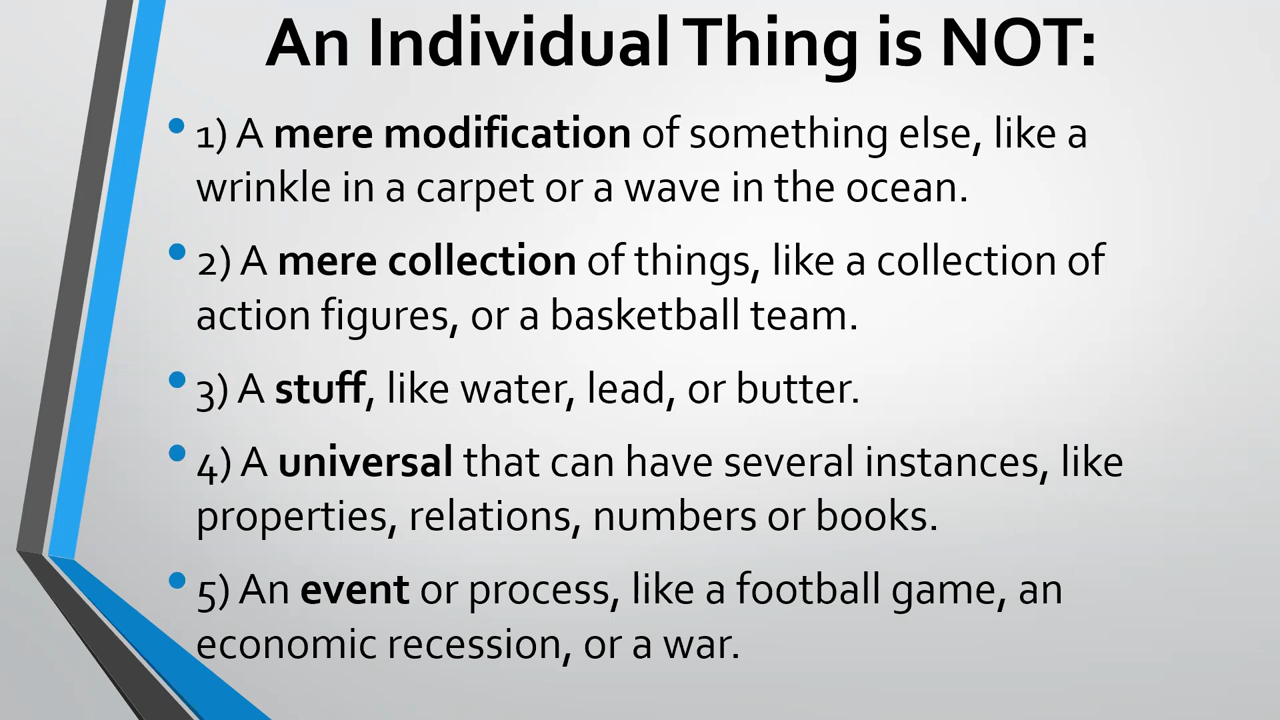 An Individual Thing is NOT:
• 1) A mere modification of something else, like a
wrinkle in a carpet or a wave in the ocean.
• 2) A mere collection of things, like a collection of
action figures, or a basketball team.
• 3) A stuff, like water, lead, or butter.
• 4) A universal that can have several instances, like
properties, relations, numbers or books.
• 5) An event or process, like a football game, an
economic recession, or a war.